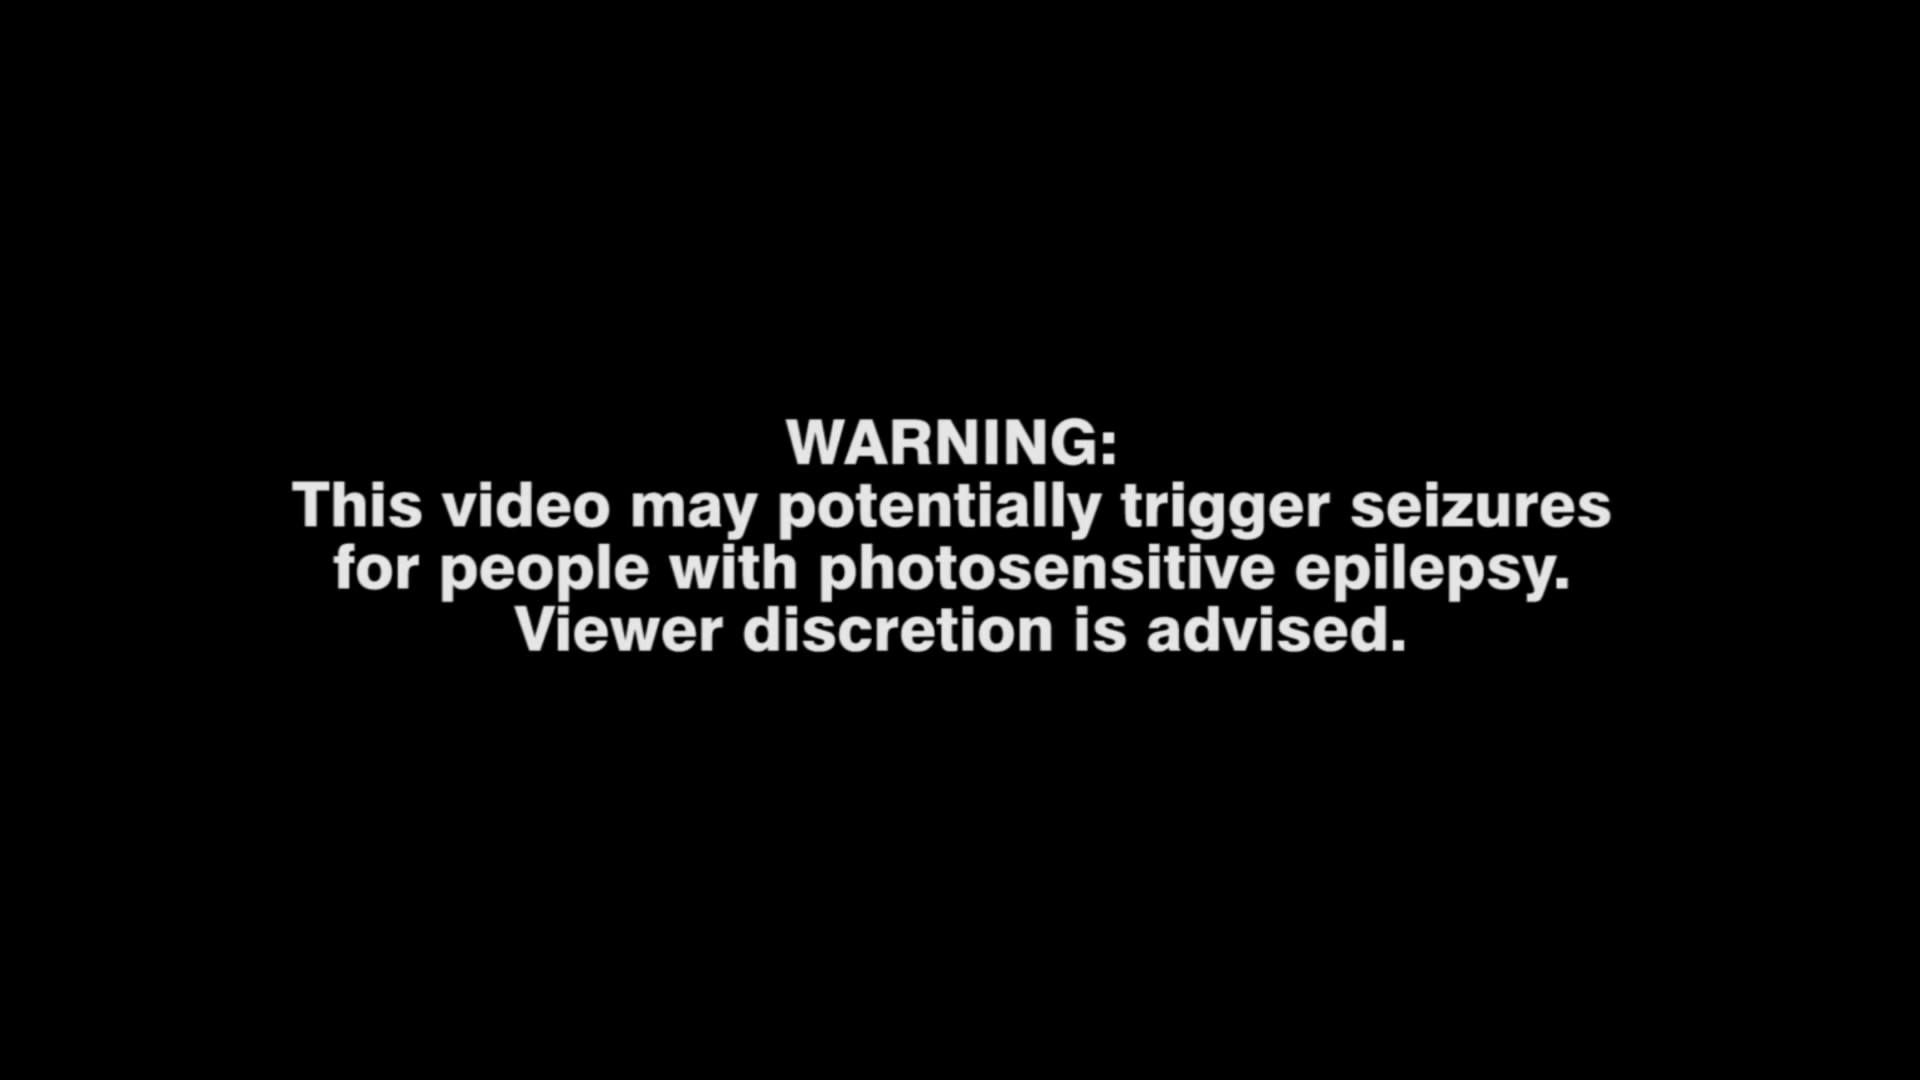 WARNING:
This video may potentially trigger seizures
for people with photosensitive epilepsy.
Viewer discretion is advised.